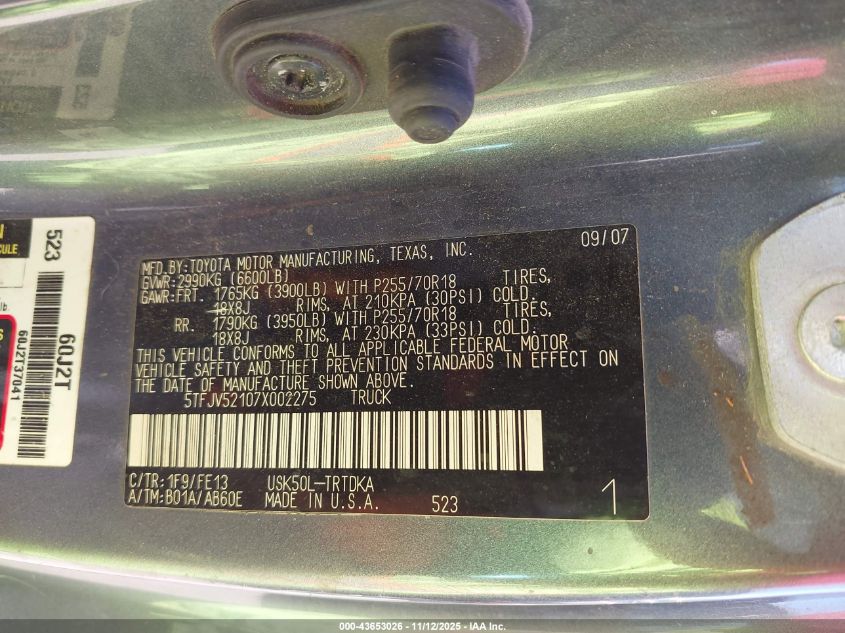 MFD.BY:TOYOTA MOTOR MANUFACTURING, TEXAS, INC. 09/07
GVWR:2990KG (6600LB)
GAWR:FRT. 1765KG (3900LB) WITH P255/70R18 TIRES,
18X8J RIMS, AT 210KPA (30PSI) COLD.
RR. 1790KG (3950LB) WITH P255/70R18 TIRES,
18X8J RIMS, AT 230KPA (33PSI) COLD.
THIS VEHICLE CONFORMS TO ALL APPLICABLE FEDERAL MOTOR
VEHICLE SAFETY AND THEFT PREVENTION STANDARDS IN EFFECT ON
THE DATE OF MANUFACTURE SHOWN ABOVE.
5TFJV52107X002275 TRUCK
C/TR:1F9/FE13 USK50L-TRTDKA
A/TM:B01A/AB60E MADE IN U.S.A. 523 1
523
60J2T
60J2T37041
CULE
lb
000-43653026 - 11/12/2025 - IAA Inc.